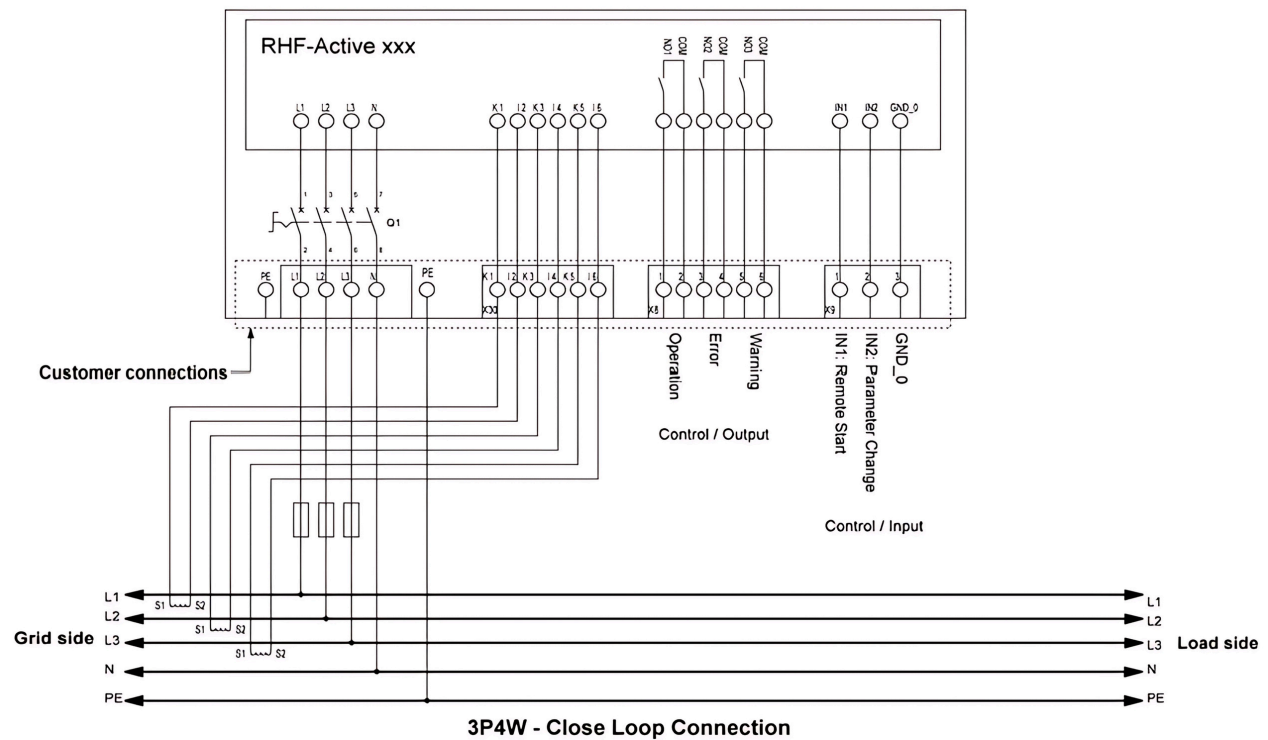 RHF-Active xxx
NO1 COM NO2 COM NO3 COM
L1 L2 L3 N K1 I2 K3 I4 K5 I6 IN1 IN2 GND_0
1 3 5 7
Q1
2 4 6 8
PE L1 L2 L3 N PE K1 I2 K3 I4 K5 I6 1 2 3 4 5 6 1 2 3
X8 X9
Customer connections
Operation
Error
Warning
IN1: Remote Start
IN2: Parameter Change
GND_0
Control / Output
Control / Input
L1 S1 S2 L1
L2 S1 S2 L2
Grid side L3 S1 S2 L3 Load side
N N
PE PE
3P4W - Close Loop Connection